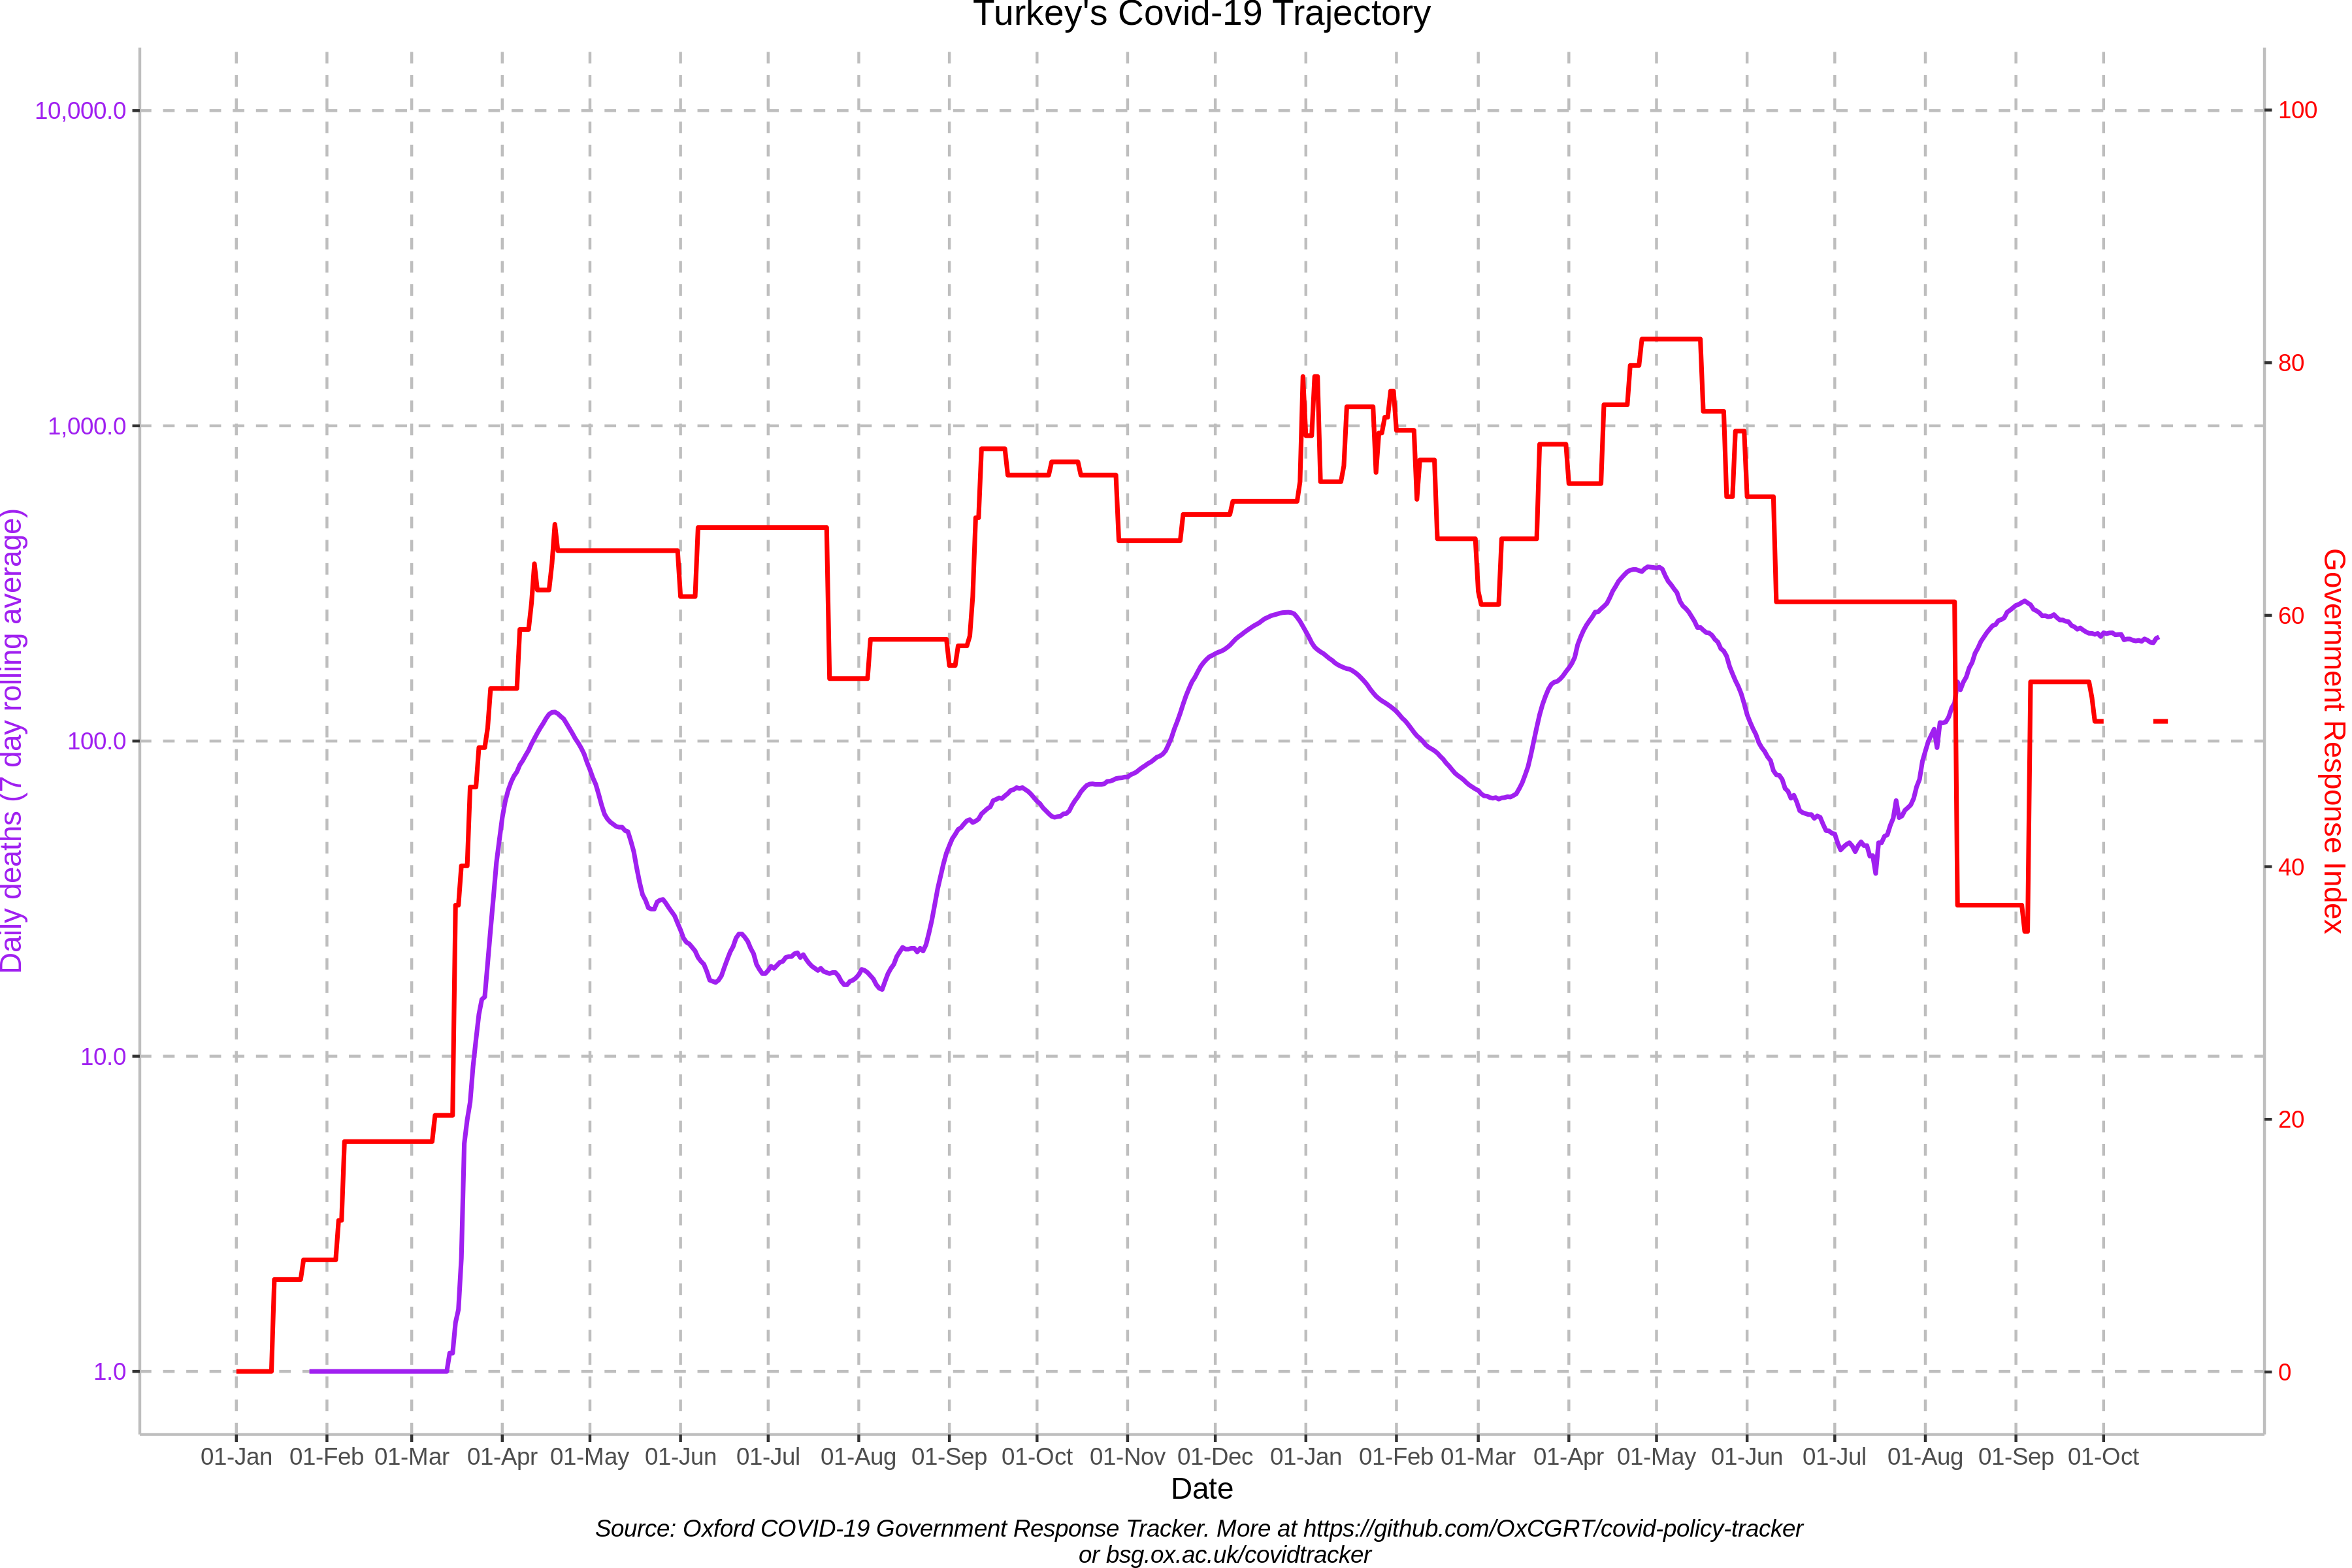 Turkey's Covid-19 Trajectory
10,000.0
1,000.0
100.0
10.0
1.0
Daily deaths (7 day rolling average)
100
80
60
40
20
0
Government Response Index
01-Jan 01-Feb 01-Mar 01-Apr 01-May 01-Jun 01-Jul 01-Aug 01-Sep 01-Oct 01-Nov 01-Dec 01-Jan 01-Feb 01-Mar 01-Apr 01-May 01-Jun 01-Jul 01-Aug 01-Sep 01-Oct
Date
Source: Oxford COVID-19 Government Response Tracker. More at https://github.com/OxCGRT/covid-policy-tracker
or bsg.ox.ac.uk/covidtracker